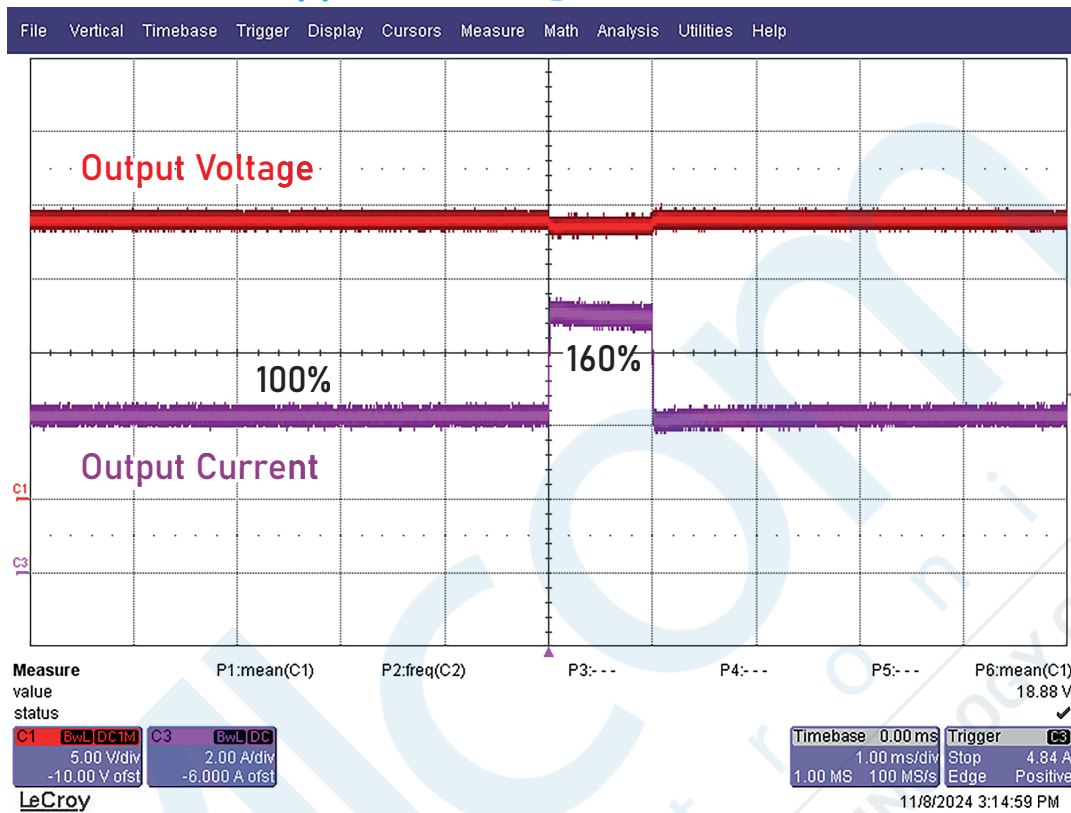 File Vertical Timebase Trigger Display Cursors Measure Math Analysis Utilities Help
Output Voltage
160%
100%
Output Current
C1
C3
Measure P1:mean(C1) P2:freq(C2) P3:- - - P4:- - - P5:- - - P6:mean(C1)
value 18.88 V
status
C1 BwL DC1M C3 BwL DC Timebase 0.00 ms Trigger C3
5.00 V/div 2.00 A/div 1.00 ms/div Stop 4.84 A
-10.00 V ofst -6.000 A ofst 1.00 MS 100 MS/s Edge Positive
LeCroy 11/8/2024 3:14:59 PM